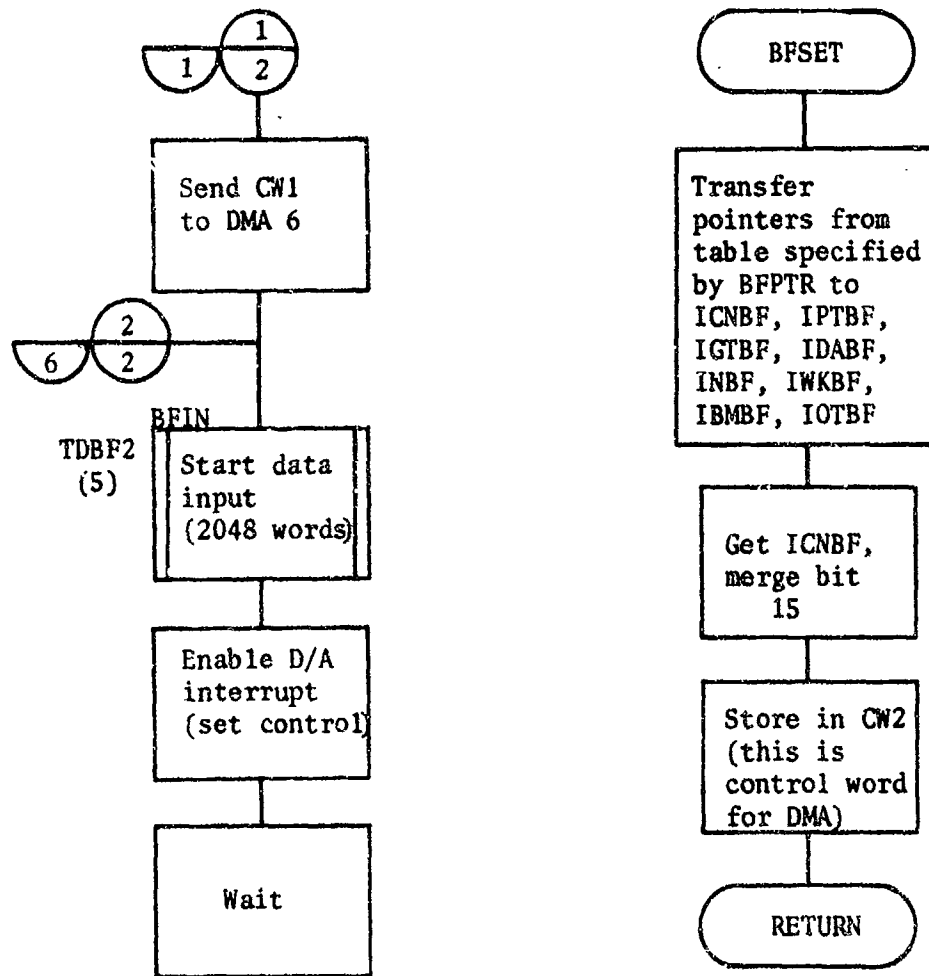 1
1
2
Send CW1
to DMA 6
2
6
2
BFIN
TDBF2
(5)
Start data
input
(2048 words)
Enable D/A
interrupt
(set control)
Wait
BFSET
Transfer
pointers from
table specified
by BFPTR to
ICNBF, IPTBF,
IGTBF, IDABF,
INBF, IWKBF,
IBMBF, IOTBF
Get ICNBF,
merge bit
15
Store in CW2
(this is
control word
for DMA)
RETURN